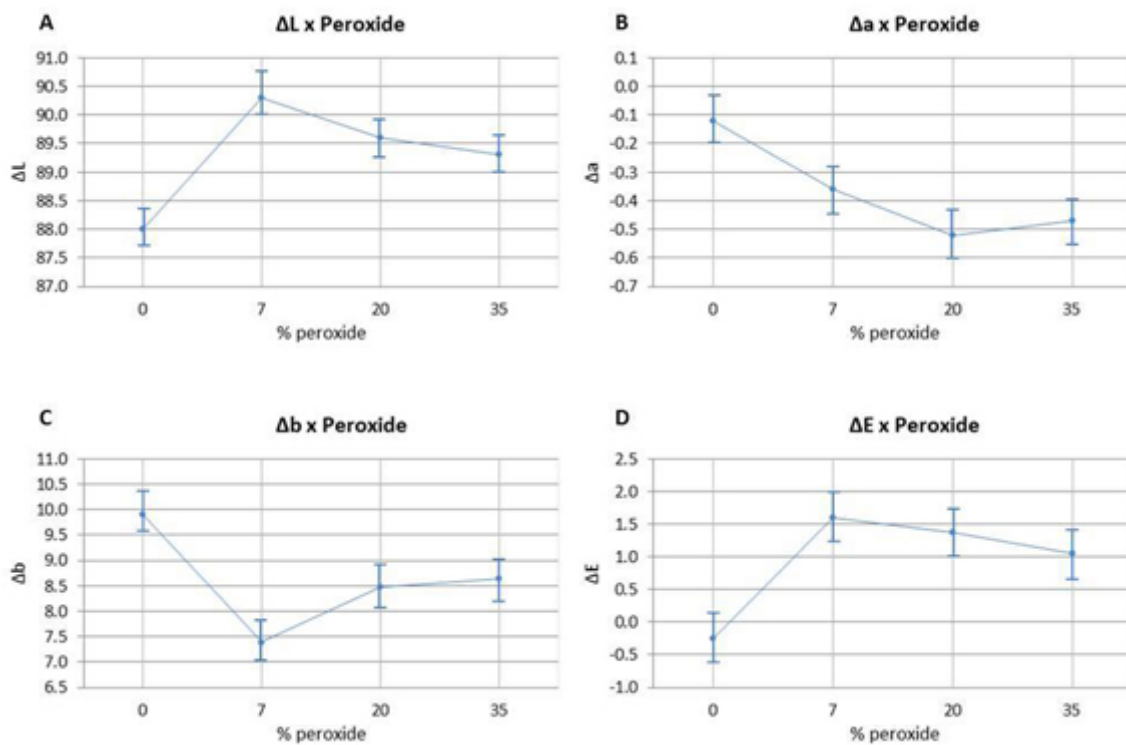 A
ΔL x Peroxide
91.0
90.5
90.0
89.5
89.0
88.5
88.0
87.5
87.0
ΔL
0 7 20 35
% peroxide
B
Δa x Peroxide
0.1
0.0
-0.1
-0.2
-0.3
-0.4
-0.5
-0.6
-0.7
Δa
0 7 20 35
% peroxide
C
Δb x Peroxide
11.0
10.5
10.0
9.5
9.0
8.5
8.0
7.5
7.0
6.5
Δb
0 7 20 35
% peroxide
D
ΔE x Peroxide
2.5
2.0
1.5
1.0
0.5
0.0
-0.5
-1.0
ΔE
0 7 20 35
% peroxide